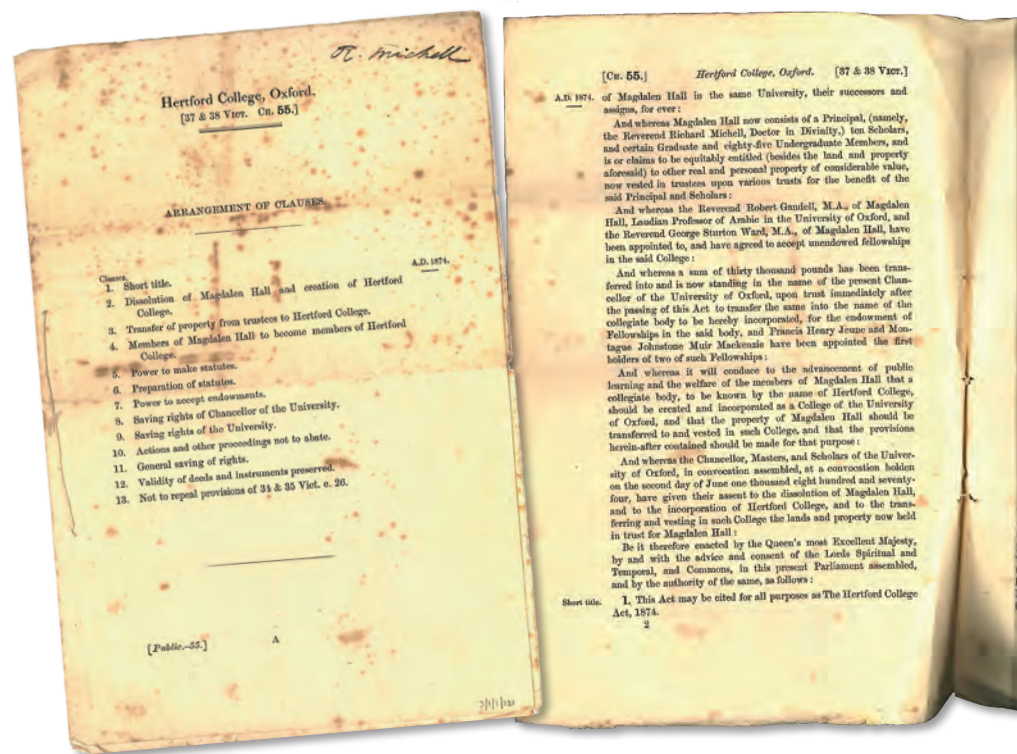 R. Michell
Hertford College, Oxford.
[37 & 38 VICT. CH. 55.]
ARRANGEMENT OF CLAUSES.
A.D. 1874.
Clauses.
1. Short title.
2. Dissolution of Magdalen Hall and creation of Hertford
College.
3. Transfer of property from trustees to Hertford College.
4. Members of Magdalen Hall to become members of Hertford
College.
5. Power to make statutes.
6. Preparation of statutes.
7. Power to accept endowments.
8. Saving rights of Chancellor of the University.
9. Saving rights of the University.
10. Actions and other proceedings not to abate.
11. General saving of rights.
12. Validity of deeds and instruments preserved.
13. Not to repeal provisions of 34 & 35 Vict. c. 26.
[Public.-55.]
A
[CH. 55.] Hertford College, Oxford. [37 & 38 VICT.]
A.D. 1874. of Magdalen Hall in the same University, their successors and
assigns, for ever:
And whereas Magdalen Hall now consists of a Principal, (namely,
the Reverend Richard Michell, Doctor in Divinity,) ten Scholars,
and certain Graduate and eighty-five Undergraduate Members, and
is or claims to be equitably entitled (besides the land and property
aforesaid) to other real and personal property of considerable value,
now vested in trustees upon various trusts for the benefit of the
said Principal and Scholars:
And whereas the Reverend Robert Gandell, M.A., of Magdalen
Hall, Laudian Professor of Arabic in the University of Oxford, and
the Reverend George Sturton Ward, M.A., of Magdalen Hall, have
been appointed to, and have agreed to accept unendowed fellowships
in the said College:
And whereas a sum of thirty thousand pounds has been trans-
ferred into and is now standing in the name of the present Chan-
cellor of the University of Oxford, upon trust immediately after
the passing of this Act to transfer the same into the name of the
collegiate body to be hereby incorporated, for the endowment of
Fellowships in the said body, and Francis Henry Jeune and Mon-
tague Johnstone Muir Mackenzie have been appointed the first
holders of two of such Fellowships:
And whereas it will conduce to the advancement of public
learning and the welfare of the members of Magdalen Hall that a
collegiate body, to be known by the name of Hertford College,
should be created and incorporated as a College of the University
of Oxford, and that the property of Magdalen Hall should be
transferred to and vested in such College, and that the provisions
herein-after contained should be made for that purpose:
And whereas the Chancellor, Masters, and Scholars of the Univer-
sity of Oxford, in convocation assembled, at a convocation holden
on the second day of June one thousand eight hundred and seventy-
four, have given their assent to the dissolution of Magdalen Hall,
and to the incorporation of Hertford College, and to the trans-
ferring and vesting in such College the lands and property now held
in trust for Magdalen Hall:
Be it therefore enacted by the Queen's most Excellent Majesty,
by and with the advice and consent of the Lords Spiritual and
Temporal, and Commons, in this present Parliament assembled,
and by the authority of the same, as follows:
Short title. 1. This Act may be cited for all purposes as The Hertford College
Act, 1874.
2